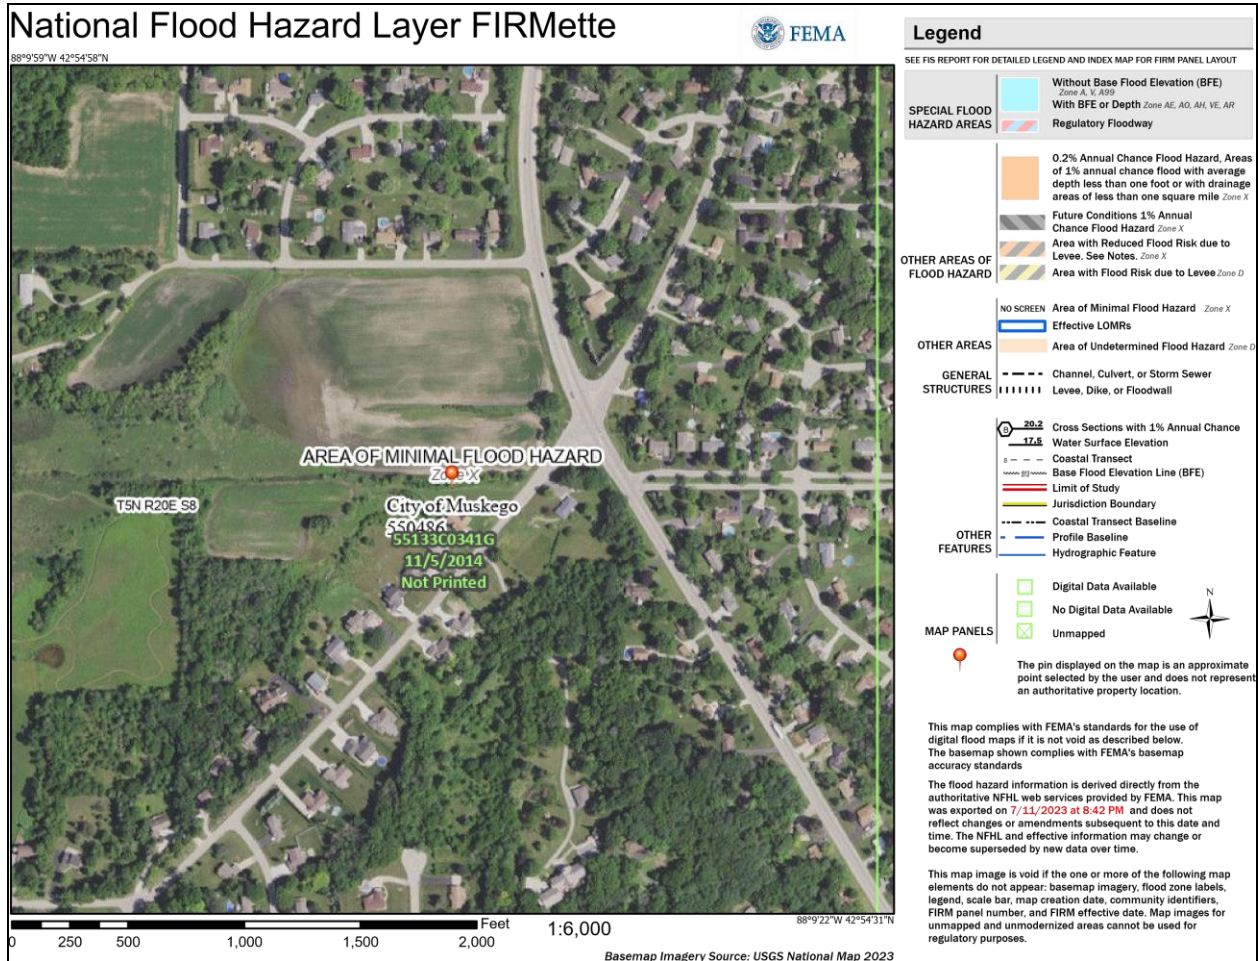 National Flood Hazard Layer FIRMette
FEMA
88°9'59"W 42°54'58"N
AREA OF MINIMAL FLOOD HAZARD
Zone X
T5N R20E S8
City of Muskego
550486
55133C0341G
11/5/2014
Not Printed
88°9'22"W 42°54'31"N
Feet
0 250 500 1,000 1,500 2,000
1:6,000
Basemap Imagery Source: USGS National Map 2023
Legend
SEE FIS REPORT FOR DETAILED LEGEND AND INDEX MAP FOR FIRM PANEL LAYOUT
SPECIAL FLOOD
HAZARD AREAS
Without Base Flood Elevation (BFE)
Zone A, V, A99
With BFE or Depth Zone AE, AO, AH, VE, AR
Regulatory Floodway
OTHER AREAS OF
FLOOD HAZARD
0.2% Annual Chance Flood Hazard, Areas
of 1% annual chance flood with average
depth less than one foot or with drainage
areas of less than one square mile Zone X
Future Conditions 1% Annual
Chance Flood Hazard Zone X
Area with Reduced Flood Risk due to
Levee. See Notes. Zone X
Area with Flood Risk due to Levee Zone D
OTHER AREAS
NO SCREEN Area of Minimal Flood Hazard Zone X
Effective LOMRs
Area of Undetermined Flood Hazard Zone D
GENERAL
STRUCTURES
Channel, Culvert, or Storm Sewer
Levee, Dike, or Floodwall
OTHER
FEATURES
B 20.2 Cross Sections with 1% Annual Chance
17.5 Water Surface Elevation
8 Coastal Transect
Base Flood Elevation Line (BFE)
Limit of Study
Jurisdiction Boundary
Coastal Transect Baseline
Profile Baseline
Hydrographic Feature
MAP PANELS
Digital Data Available
No Digital Data Available
Unmapped
N
The pin displayed on the map is an approximate
point selected by the user and does not represent
an authoritative property location.
This map complies with FEMA's standards for the use of
digital flood maps if it is not void as described below.
The basemap shown complies with FEMA's basemap
accuracy standards
The flood hazard information is derived directly from the
authoritative NFHL web services provided by FEMA. This map
was exported on 7/11/2023 at 8:42 PM and does not
reflect changes or amendments subsequent to this date and
time. The NFHL and effective information may change or
become superseded by new data over time.
This map image is void if the one or more of the following map
elements do not appear: basemap imagery, flood zone labels,
legend, scale bar, map creation date, community identifiers,
FIRM panel number, and FIRM effective date. Map images for
unmapped and unmodernized areas cannot be used for
regulatory purposes.